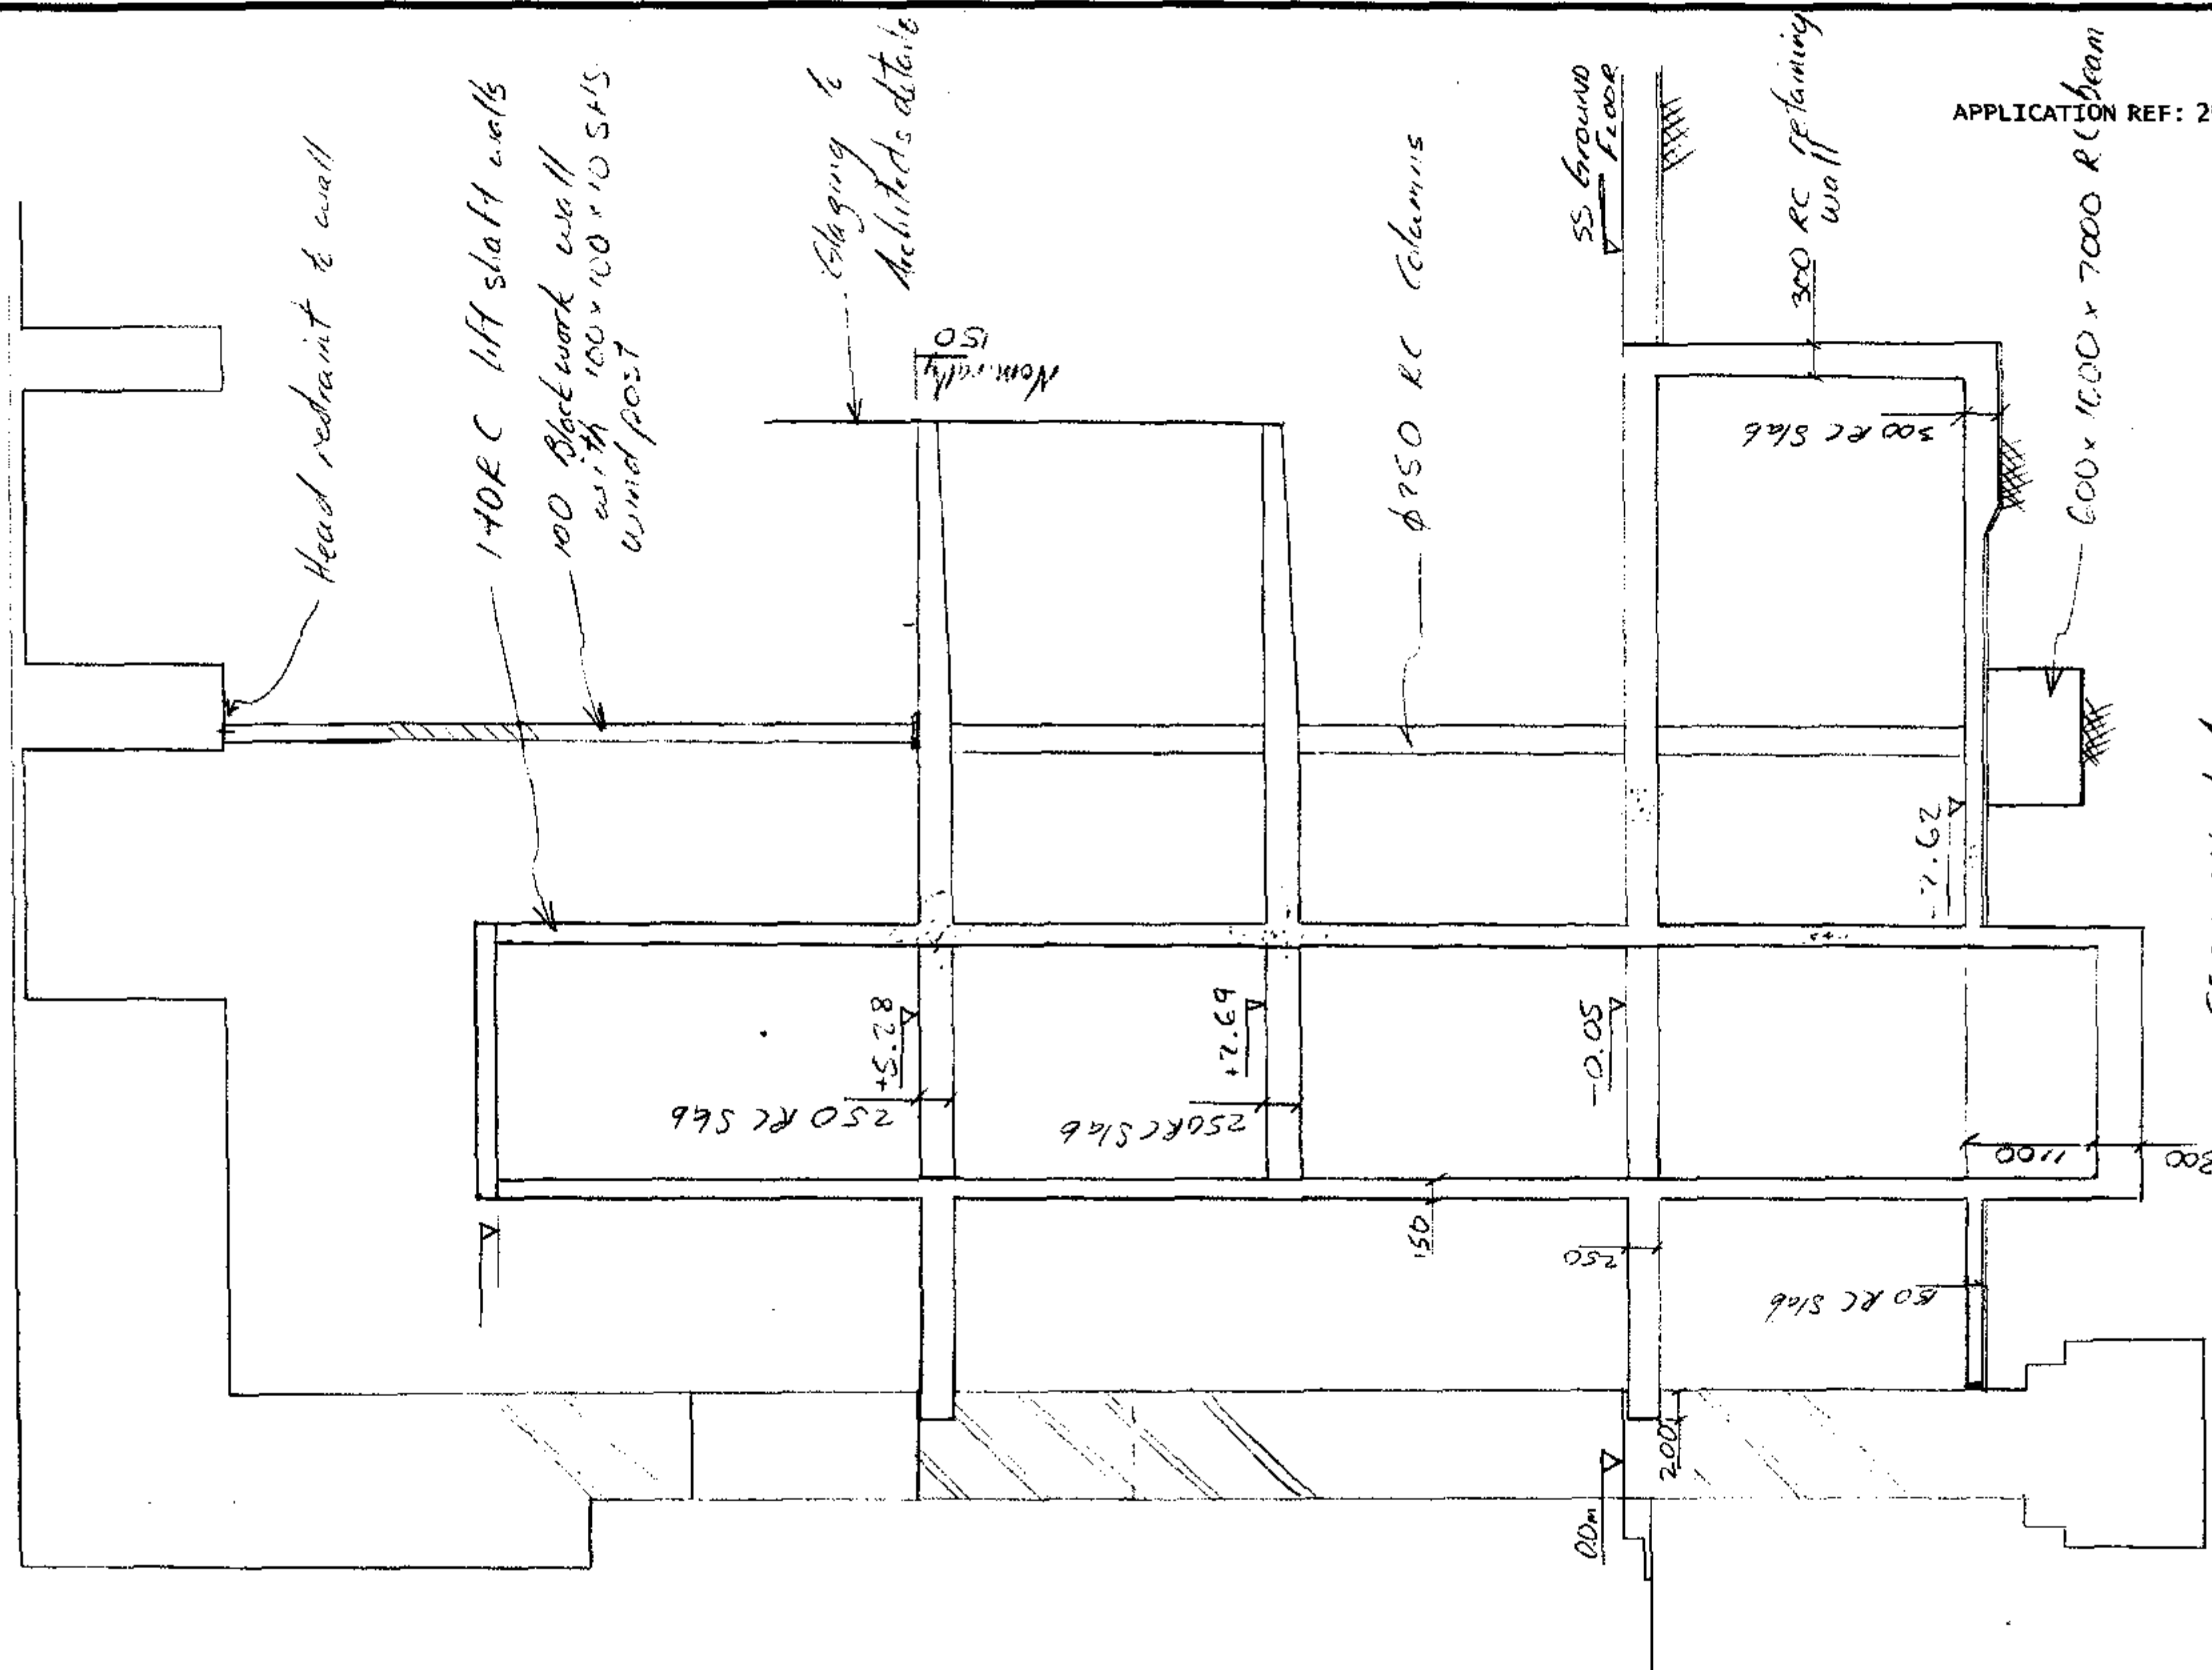 APPLICATION REF: 2
Head restraint to wall
140 RC lift shaft walls
100 Blockwork wall
with 100 x 100 x 10 SHS
wind post
Glazing to
Architects details
Nominally
150
Ø250 RC Columns
SS Ground
Floor
300 RC retaining
wall
300 RC Slab
RC beam
+5.28
250 RC Slab
+2.69
250 RC Slab
-0.05
-2.62
1100
300
150
250
150 RC Slab
0.0m
200